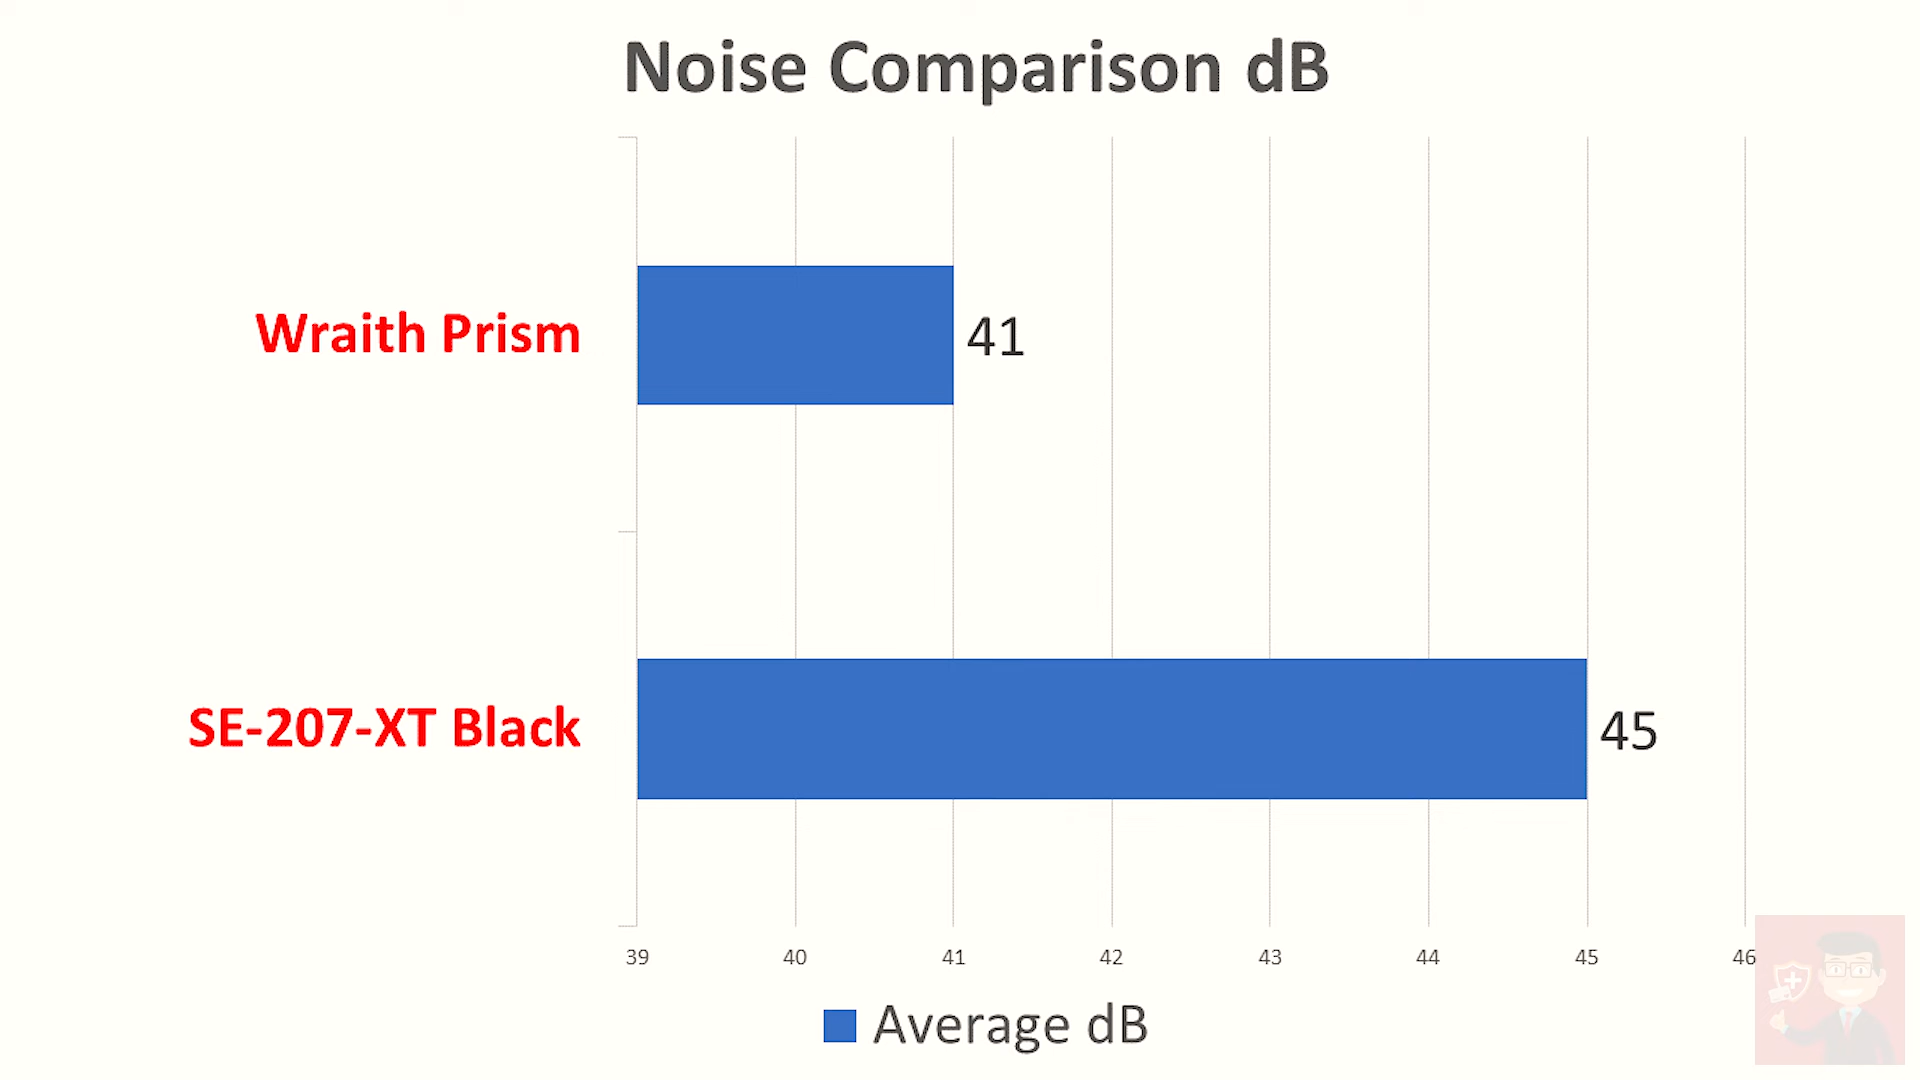 Noise Comparison dB
Wraith Prism
41
SE-207-XT Black
45
39 40 41 42 43 44 45 46
Average dB